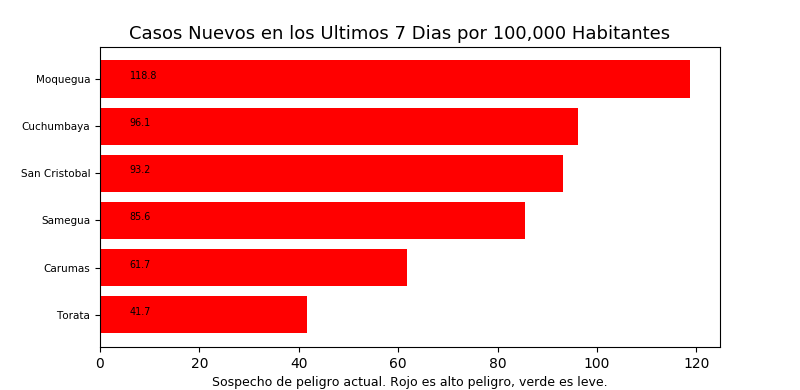 Casos Nuevos en los Ultimos 7 Dias por 100,000 Habitantes
Moquegua 118.8
Cuchumbaya 96.1
San Cristobal 93.2
Samegua 85.6
Carumas 61.7
Torata 41.7
0 20 40 60 80 100 120
Sospecho de peligro actual. Rojo es alto peligro, verde es leve.